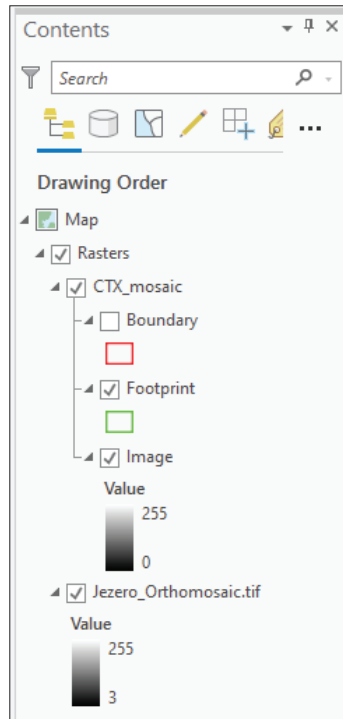 Contents
Search
Drawing Order
Map
Rasters
CTX_mosaic
Boundary
Footprint
Image
Value
255
0
Jezero_Orthomosaic.tif
Value
255
3